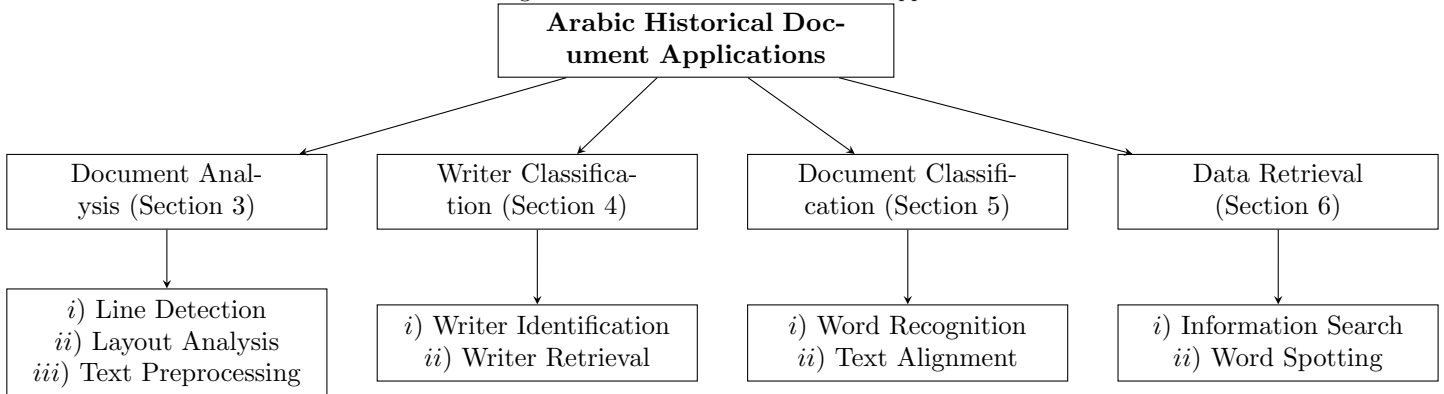 Arabic Historical Doc-
ument Applications
Document Anal-
ysis (Section 3)
Writer Classifica-
tion (Section 4)
Document Classifi-
cation (Section 5)
Data Retrieval
(Section 6)
i) Line Detection
ii) Layout Analysis
iii) Text Preprocessing
i) Writer Identification
ii) Writer Retrieval
i) Word Recognition
ii) Text Alignment
i) Information Search
ii) Word Spotting